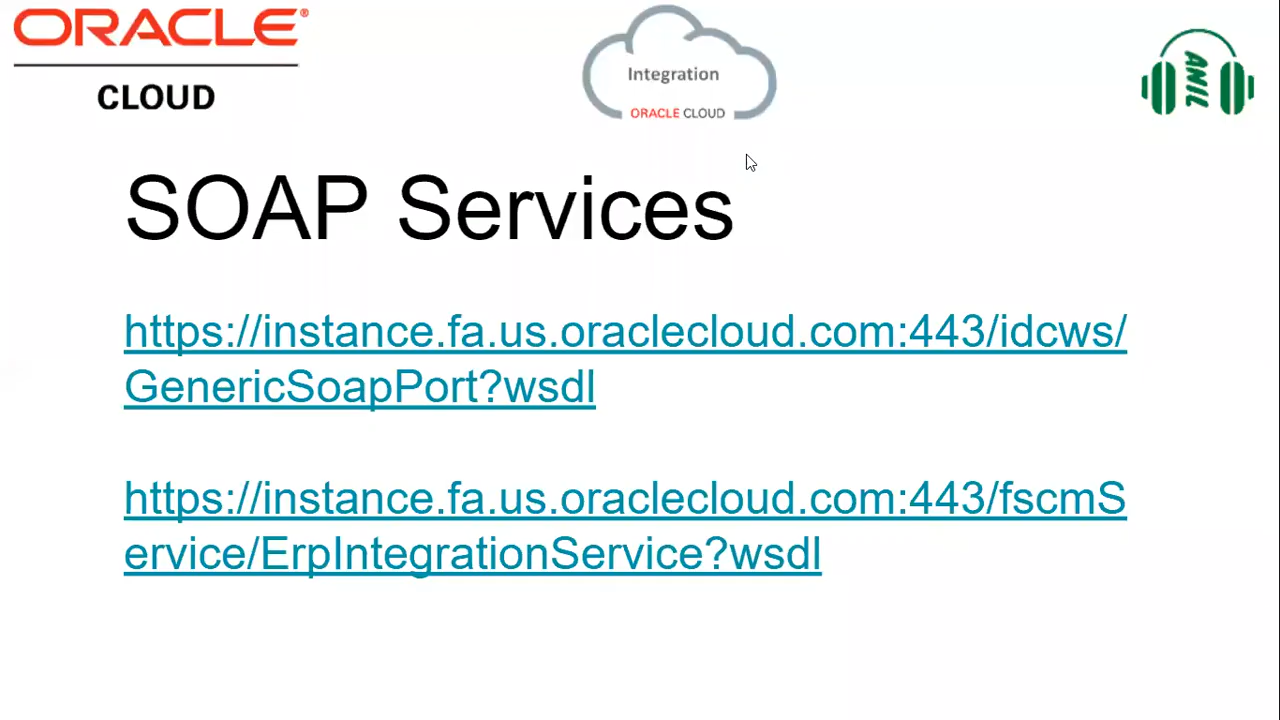 ORACLE®
CLOUD
Integration
ORACLE CLOUD
ANIL
SOAP Services
https://instance.fa.us.oraclecloud.com:443/idcws/
GenericSoapPort?wsdl
https://instance.fa.us.oraclecloud.com:443/fscmS
ervice/ErpIntegrationService?wsdl